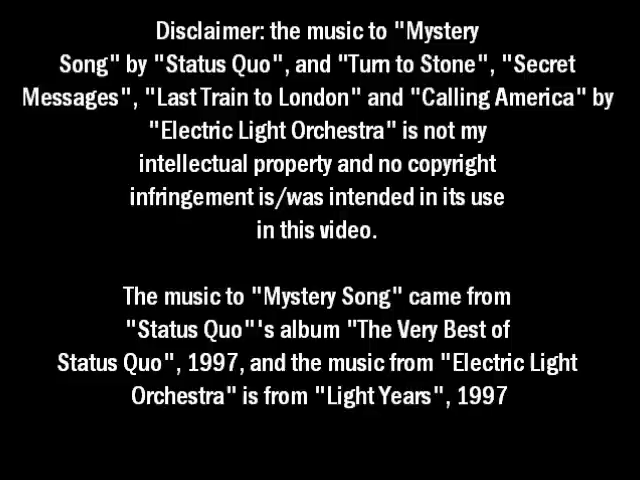 Disclaimer: the music to "Mystery
Song" by "Status Quo", and "Turn to Stone", "Secret
Messages", "Last Train to London" and "Calling America" by
"Electric Light Orchestra" is not my
intellectual property and no copyright
infringement is/was intended in its use
in this video.
The music to "Mystery Song" came from
"Status Quo"'s album "The Very Best of
Status Quo", 1997, and the music from "Electric Light
Orchestra" is from "Light Years", 1997